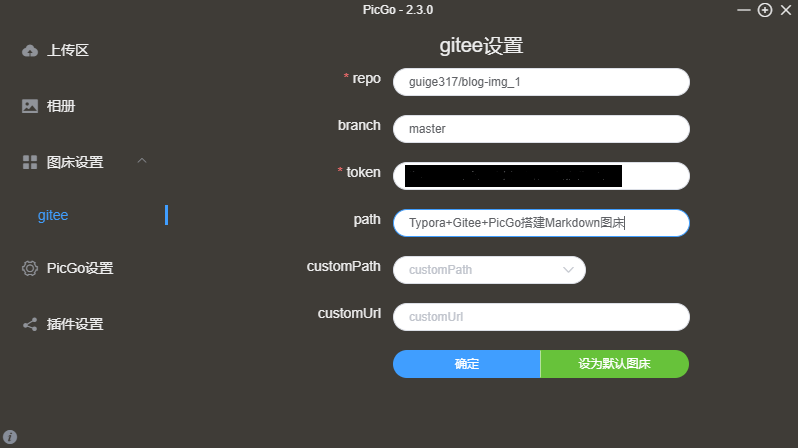 PicGo - 2.3.0
上传区
相册
图床设置
gitee
PicGo设置
插件设置
gitee设置
* repo
guige317/blog-img_1
branch
master
* token
path
Typora+Gitee+PicGo搭建Markdown图床
customPath
customPath
customUrl
customUrl
确定
设为默认图床